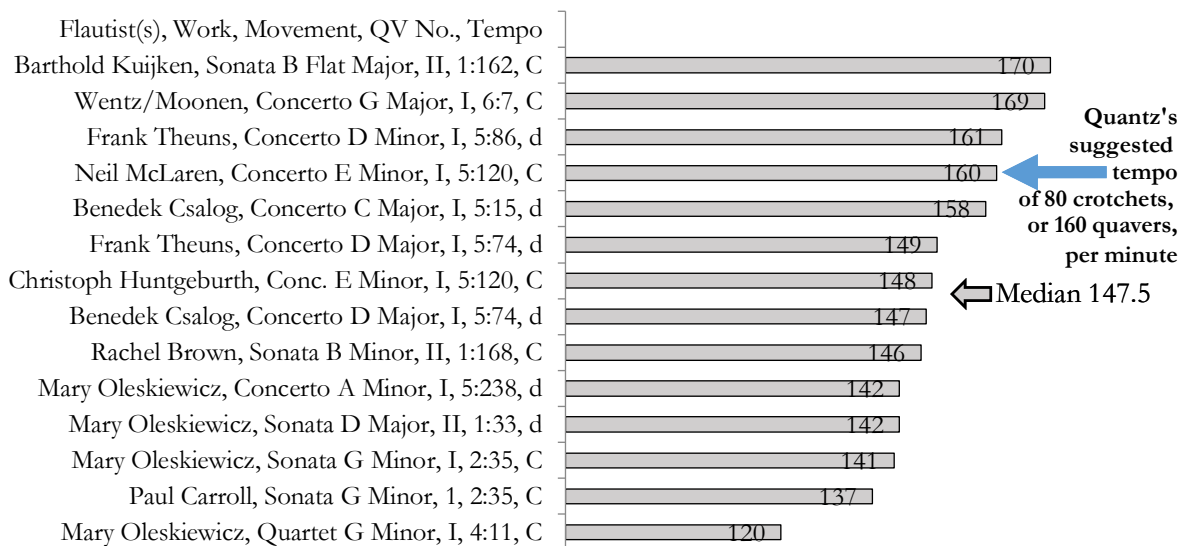 Flautist(s), Work, Movement, QV No., Tempo
Barthold Kuijken, Sonata B Flat Major, II, 1:162, C 170
Wentz/Moonen, Concerto G Major, I, 6:7, C 169
Frank Theuns, Concerto D Minor, I, 5:86, d 161
Neil McLaren, Concerto E Minor, I, 5:120, C 160
Benedek Csalog, Concerto C Major, I, 5:15, d 158
Frank Theuns, Concerto D Major, I, 5:74, d 149
Christoph Huntgeburth, Conc. E Minor, I, 5:120, C 148
Benedek Csalog, Concerto D Major, I, 5:74, d 147
Rachel Brown, Sonata B Minor, II, 1:168, C 146
Mary Oleskiewicz, Concerto A Minor, I, 5:238, d 142
Mary Oleskiewicz, Sonata D Major, II, 1:33, d 142
Mary Oleskiewicz, Sonata G Minor, I, 2:35, C 141
Paul Carroll, Sonata G Minor, 1, 2:35, C 137
Mary Oleskiewicz, Quartet G Minor, I, 4:11, C 120
Quantz's
suggested
tempo
of 80 crotchets,
or 160 quavers,
per minute
Median 147.5